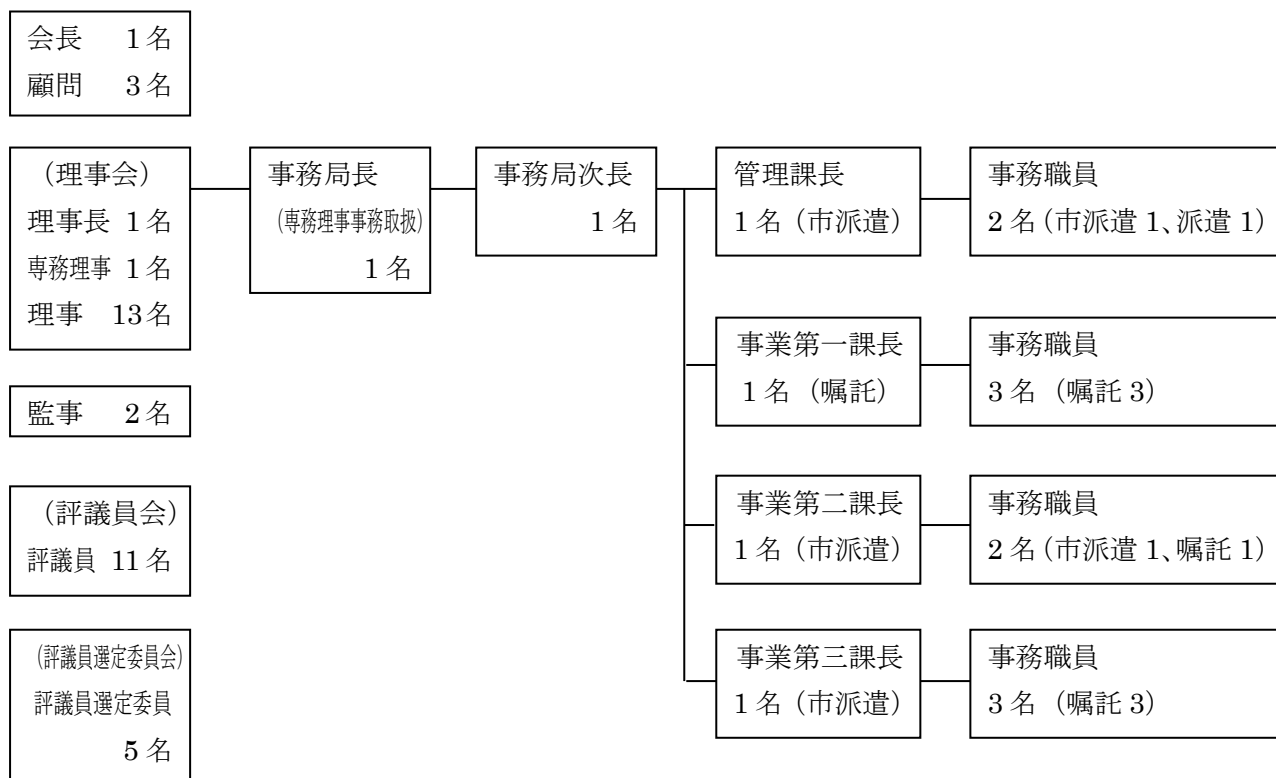 会長 1名
顧問 3名
(理事会)
理事長 1名
専務理事 1名
理事 13名
事務局長
(専務理事事務取扱)
1名
事務局次長
1名
管理課長
1名(市派遣)
事務職員
2名(市派遣1、派遣1)
事業第一課長
1名(嘱託)
事務職員
3名(嘱託3)
監事 2名
事業第二課長
1名(市派遣)
事務職員
2名(市派遣1、嘱託1)
(評議員会)
評議員 11名
事業第三課長
1名(市派遣)
事務職員
3名(嘱託3)
(評議員選定委員会)
評議員選定委員
5名